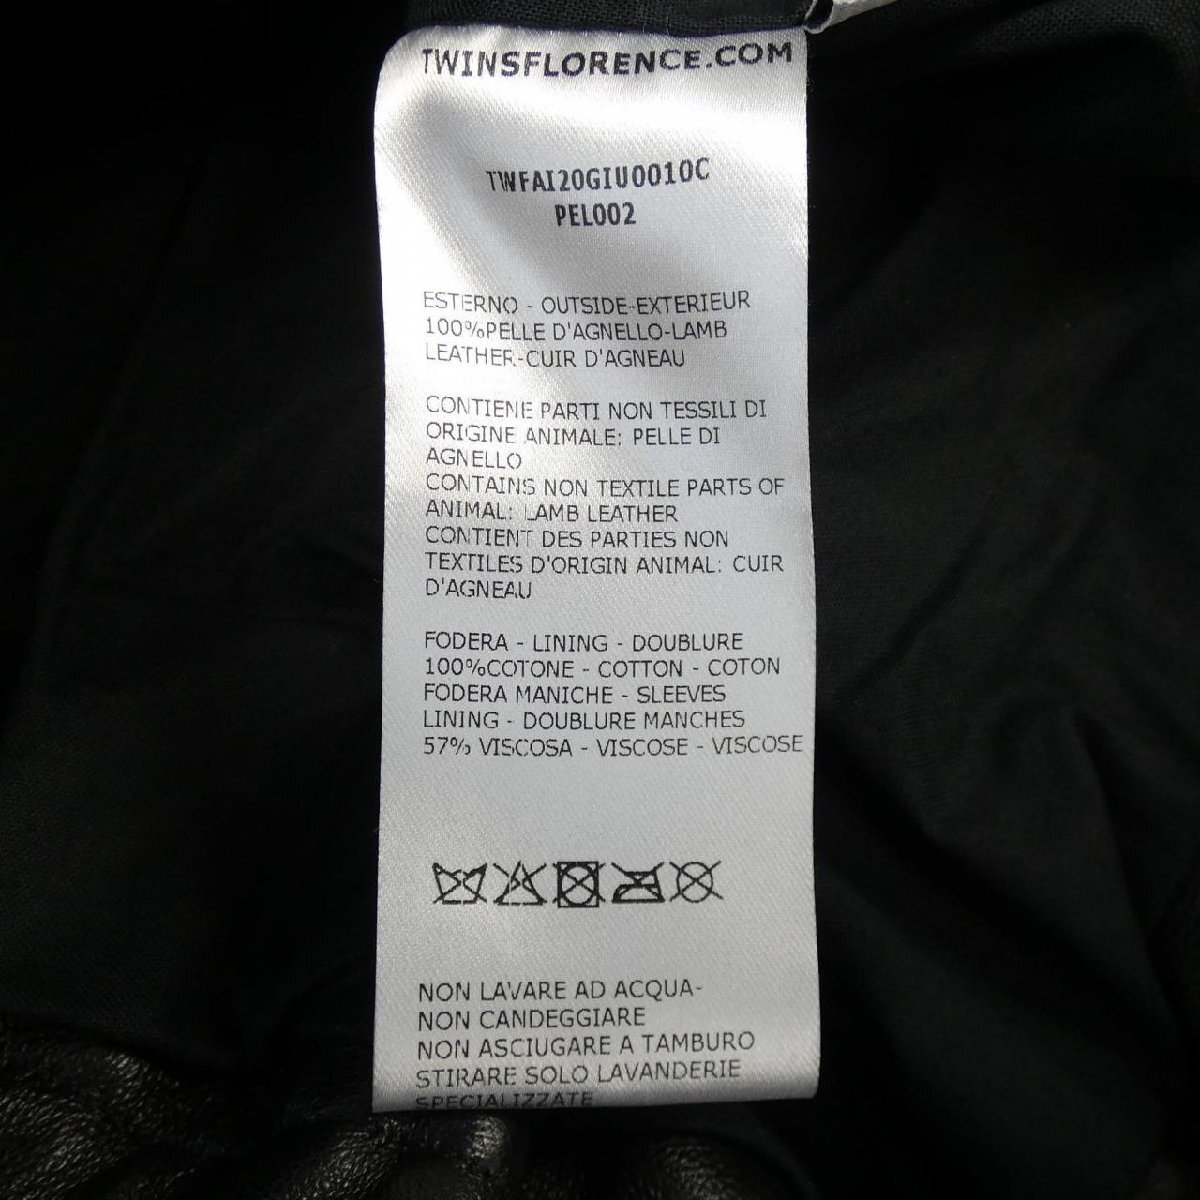 TWINSFLORENCE.COM
TWFAI20GIU0010C
PEL002
ESTERNO - OUTSIDE-EXTERIEUR
100%PELLE D'AGNELLO-LAMB
LEATHER-CUIR D'AGNEAU
CONTIENE PARTI NON TESSILI DI
ORIGINE ANIMALE: PELLE DI
AGNELLO
CONTAINS NON TEXTILE PARTS OF
ANIMAL: LAMB LEATHER
CONTIENT DES PARTIES NON
TEXTILES D'ORIGIN ANIMAL: CUIR
D'AGNEAU
FODERA - LINING - DOUBLURE
100%COTONE - COTTON - COTON
FODERA MANICHE - SLEEVES
LINING - DOUBLURE MANCHES
57% VISCOSA - VISCOSE - VISCOSE
NON LAVARE AD ACQUA-
NON CANDEGGIARE
NON ASCIUGARE A TAMBURO
STIRARE SOLO LAVANDERIE
SPECIALIZZATE